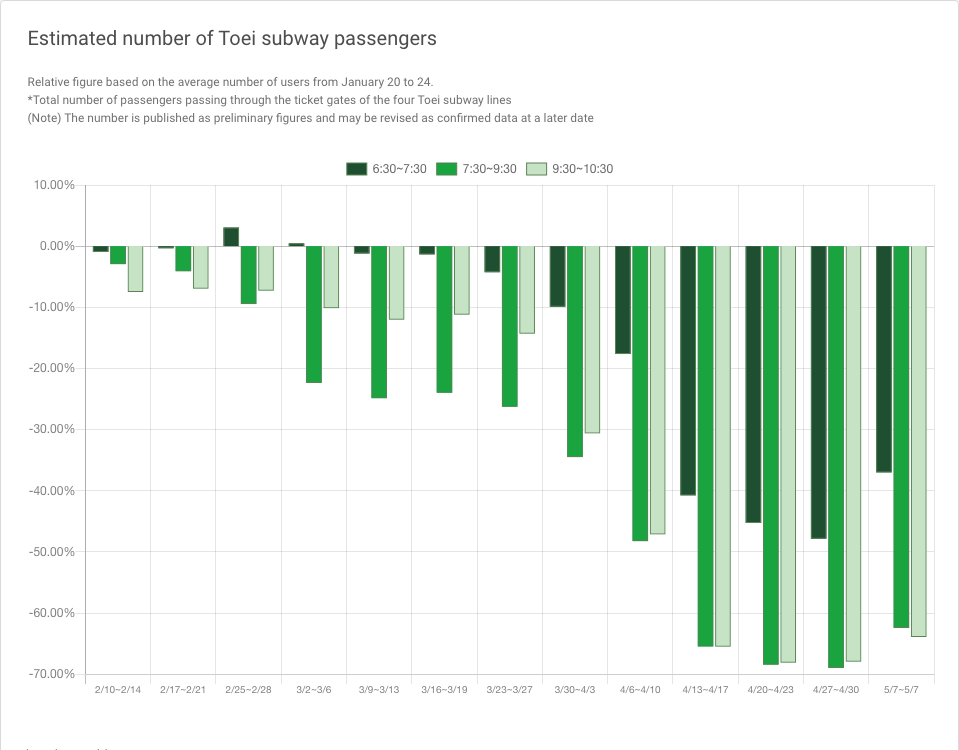 Estimated number of Toei subway passengers
Relative figure based on the average number of users from January 20 to 24.
*Total number of passengers passing through the ticket gates of the four Toei subway lines
(Note) The number is published as preliminary figures and may be revised as confirmed data at a later date
6:30~7:30 7:30~9:30 9:30~10:30
10.00%
0.00%
-10.00%
-20.00%
-30.00%
-40.00%
-50.00%
-60.00%
-70.00%
2/10~2/14 2/17~2/21 2/25~2/28 3/2~3/6 3/9~3/13 3/16~3/19 3/23~3/27 3/30~4/3 4/6~4/10 4/13~4/17 4/20~4/23 4/27~4/30 5/7~5/7